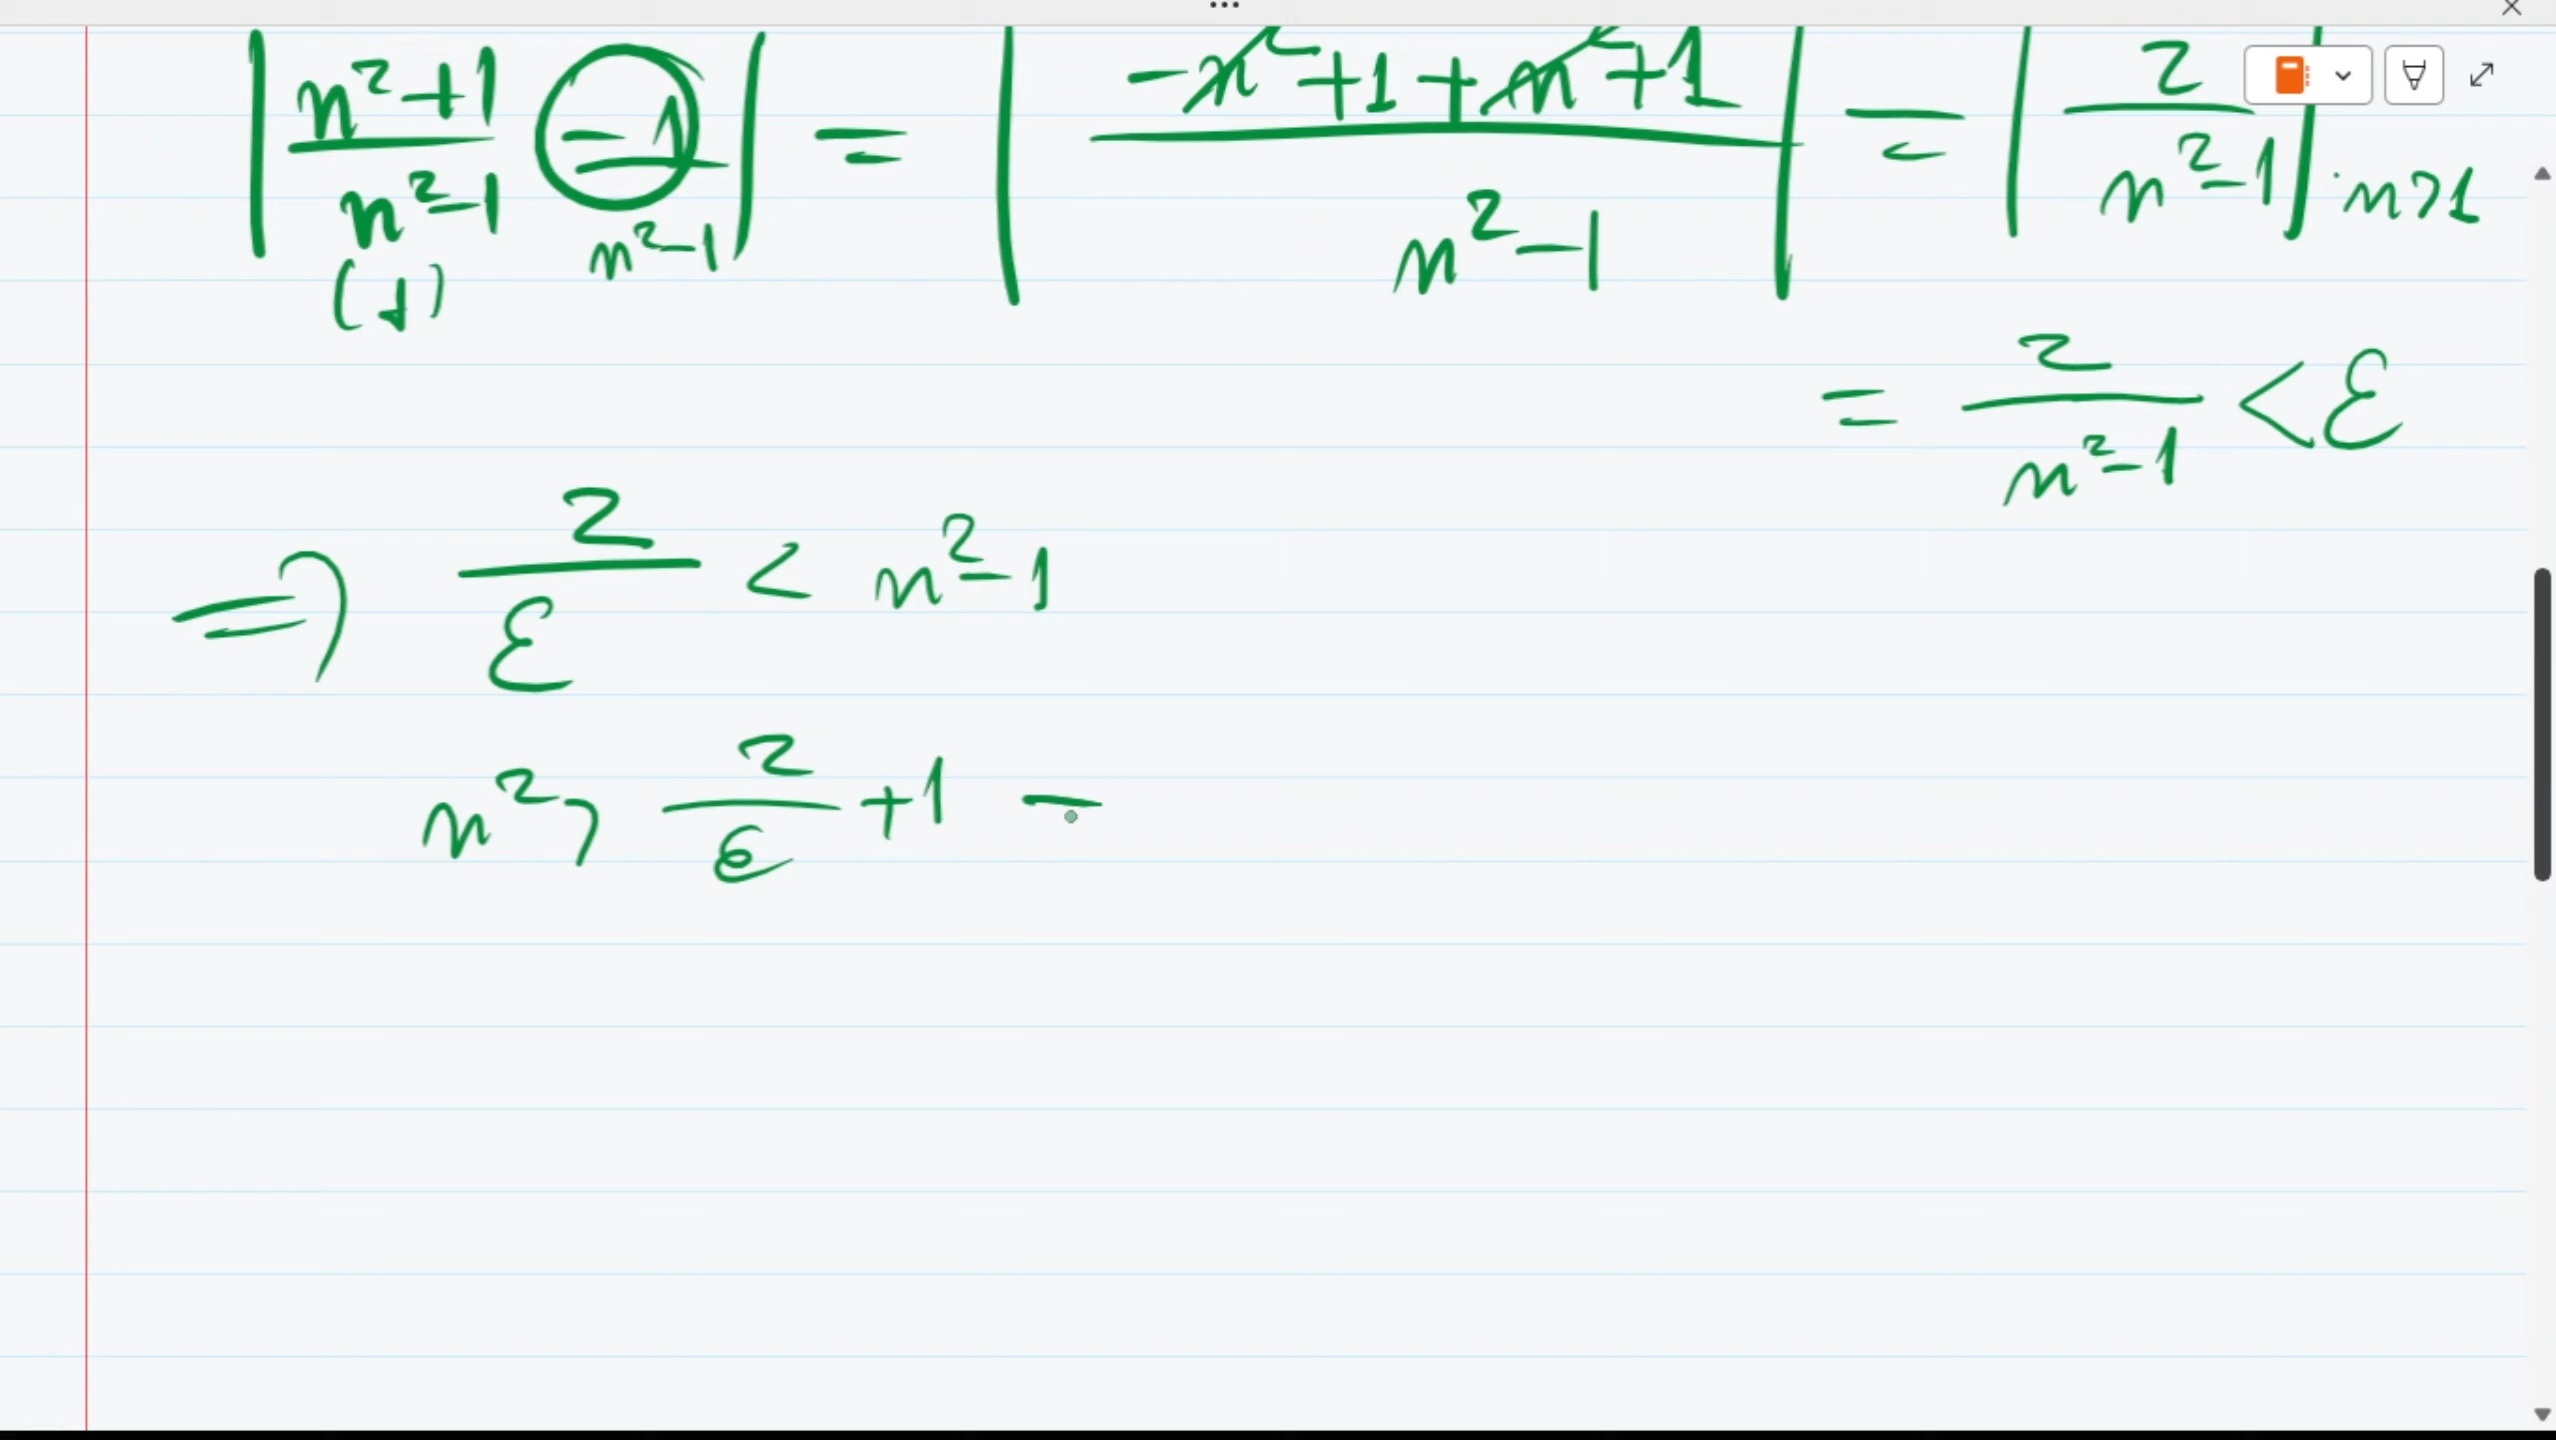 | n²+1 / n²-1 - 1 | = | -n²+1+n²+1 / n²-1 | = | 2 / n²-1 | . n>1
(1) n²-1
= 2 / n²-1 < ε
=> 2 / ε < n²-1
n² > 2 / ε +1 -